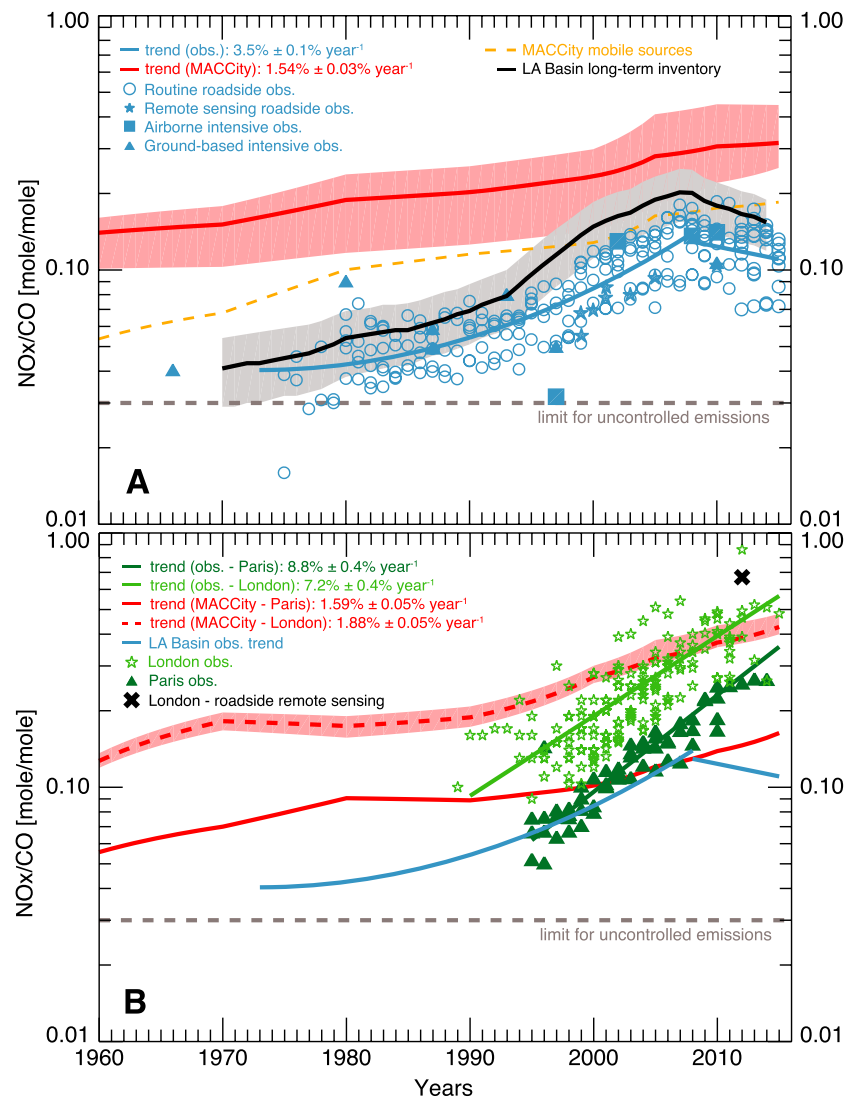 1.00
1.00
trend (obs.): 3.5% ± 0.1% year⁻¹
MACCity mobile sources
trend (MACCity): 1.54% ± 0.03% year⁻¹
LA Basin long-term inventory
Routine roadside obs.
Remote sensing roadside obs.
Airborne intensive obs.
Ground-based intensive obs.
NOx/CO [mole/mole]
0.10
0.10
limit for uncontrolled emissions
A
0.01
0.01
1.00
1.00
trend (obs. - Paris): 8.8% ± 0.4% year⁻¹
trend (obs. - London): 7.2% ± 0.4% year⁻¹
trend (MACCity - Paris): 1.59% ± 0.05% year⁻¹
trend (MACCity - London): 1.88% ± 0.05% year⁻¹
LA Basin obs. trend
London obs.
Paris obs.
London - roadside remote sensing
NOx/CO [mole/mole]
0.10
0.10
limit for uncontrolled emissions
B
0.01
0.01
1960 1970 1980 1990 2000 2010
Years